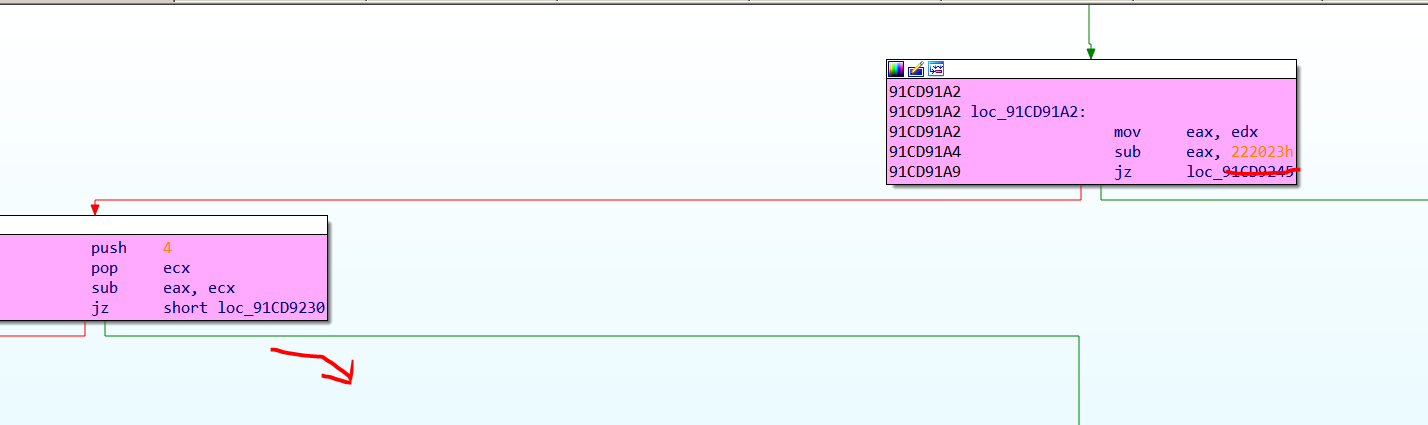 91CD91A2
91CD91A2 loc_91CD91A2:
91CD91A2 mov eax, edx
91CD91A4 sub eax, 222023h
91CD91A9 jz loc_91CD9245
push 4
pop ecx
sub eax, ecx
jz short loc_91CD9230